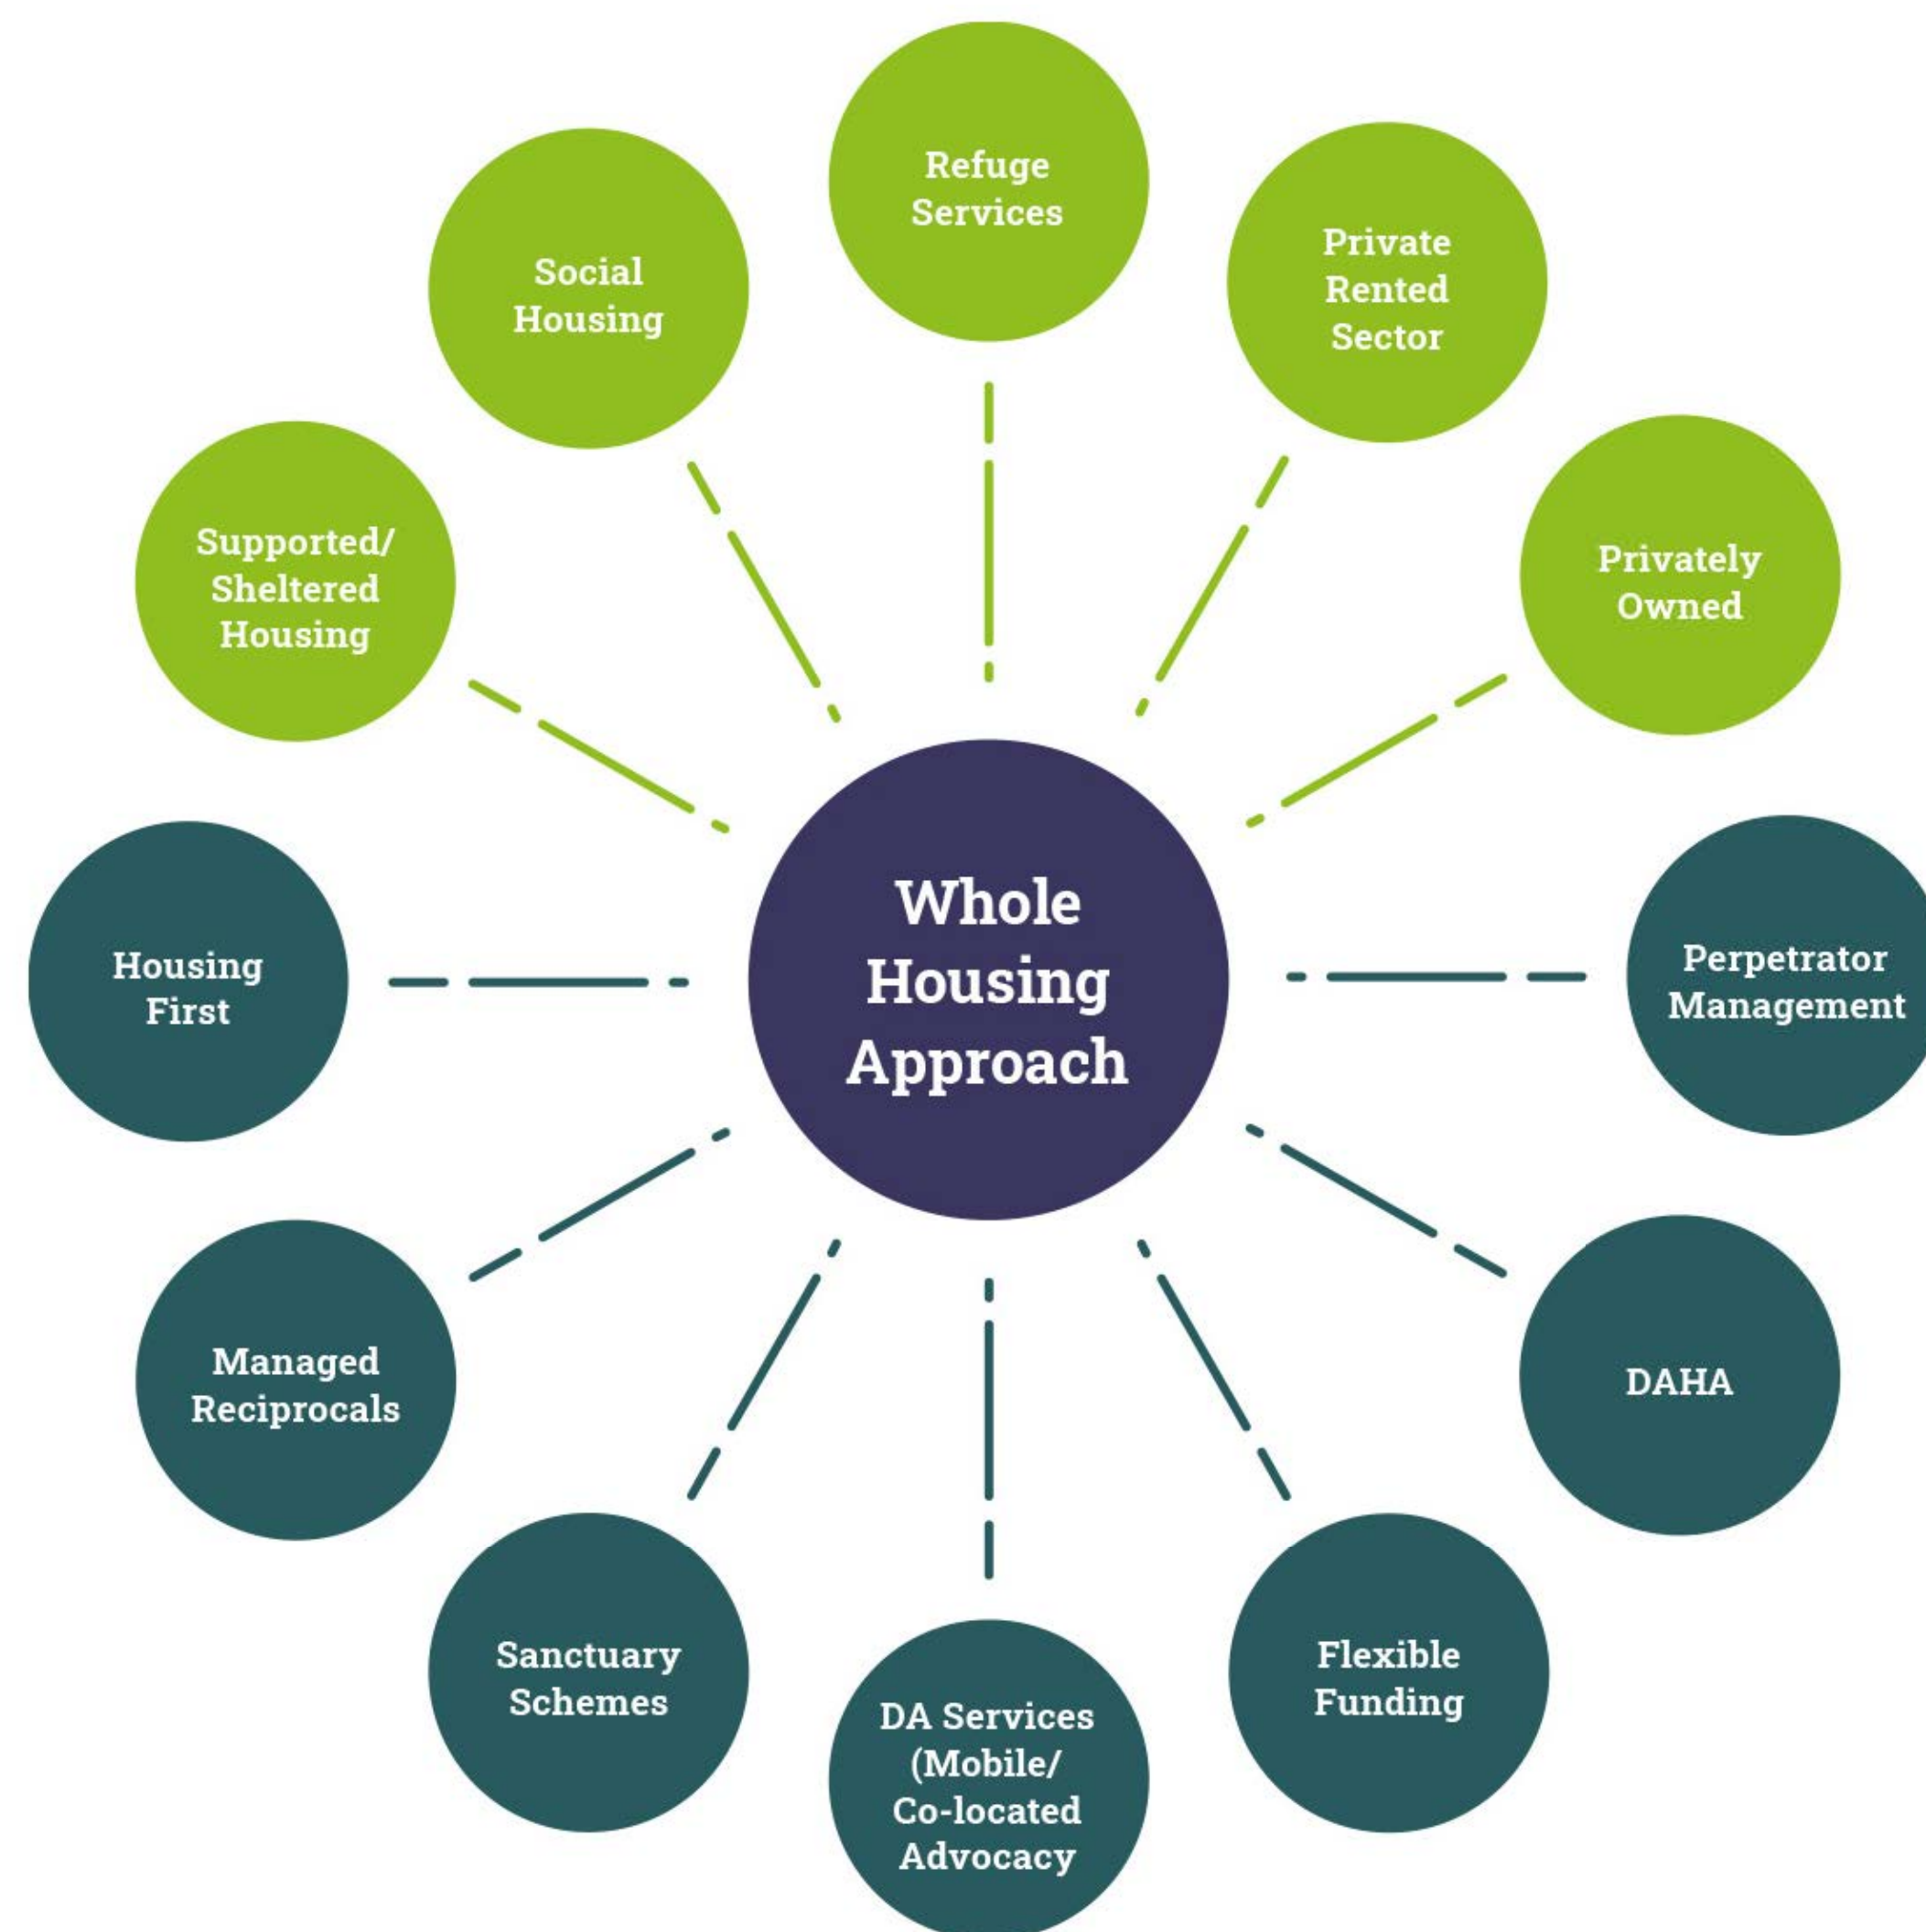 Refuge
Services
Private
Rented
Sector
Privately
Owned
Perpetrator
Management
DAHA
Flexible
Funding
DA Services
(Mobile/
Co-located
Advocacy
Sanctuary
Schemes
Managed
Reciprocals
Housing
First
Supported/
Sheltered
Housing
Social
Housing
Whole
Housing
Approach